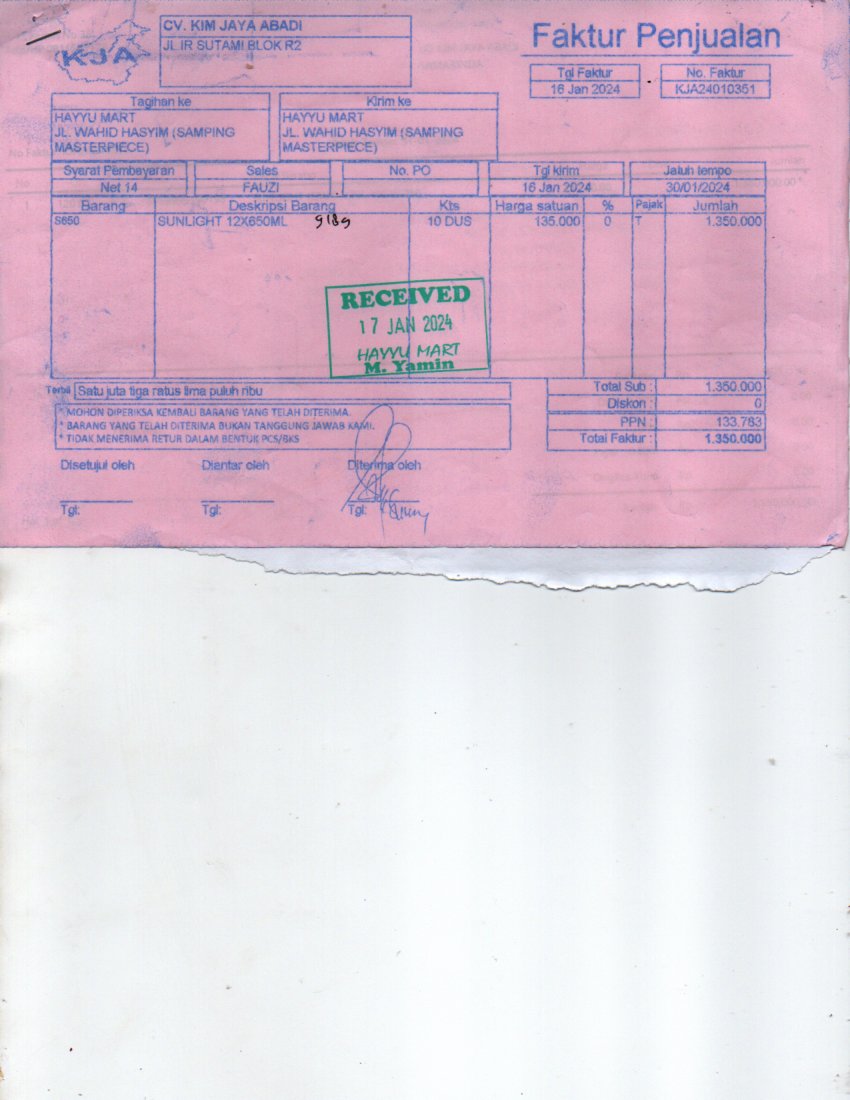 KJA
CV. KIM JAYA ABADI
JL. IR SUTAMI BLOK R2
Faktur Penjualan
Tgl Faktur
16 Jan 2024
No. Faktur
KJA24010351
Tagihan ke
HAYYU MART
JL. WAHID HASYIM (SAMPING
MASTERPIECE)
Kirim ke
HAYYU MART
JL. WAHID HASYIM (SAMPING
MASTERPIECE)
Syarat Pembayaran
Net 14
Sales
FAUZI
No. PO
Tgl kirim
16 Jan 2024
Jatuh tempo
30/01/2024
Barang Deskripsi Barang Kts Harga satuan % Pajak Jumlah
S650 SUNLIGHT 12X650ML 10 DUS 135.000 0 T 1.350.000
RECEIVED
17 JAN 2024
HAYYU MART
M. Yamin
Terbil Satu juta tiga ratus lima puluh ribu
* MOHON DIPERIKSA KEMBALI BARANG YANG TELAH DITERIMA.
* BARANG YANG TELAH DITERIMA BUKAN TANGGUNG JAWAB KAMI.
* TIDAK MENERIMA RETUR DALAM BENTUK PCS/BKS
Total Sub : 1.350.000
Diskon : 0
PPN : 133.783
Total Faktur : 1.350.000
Disetujui oleh Diantar oleh Diterima oleh
Tgl: Tgl: Tgl: